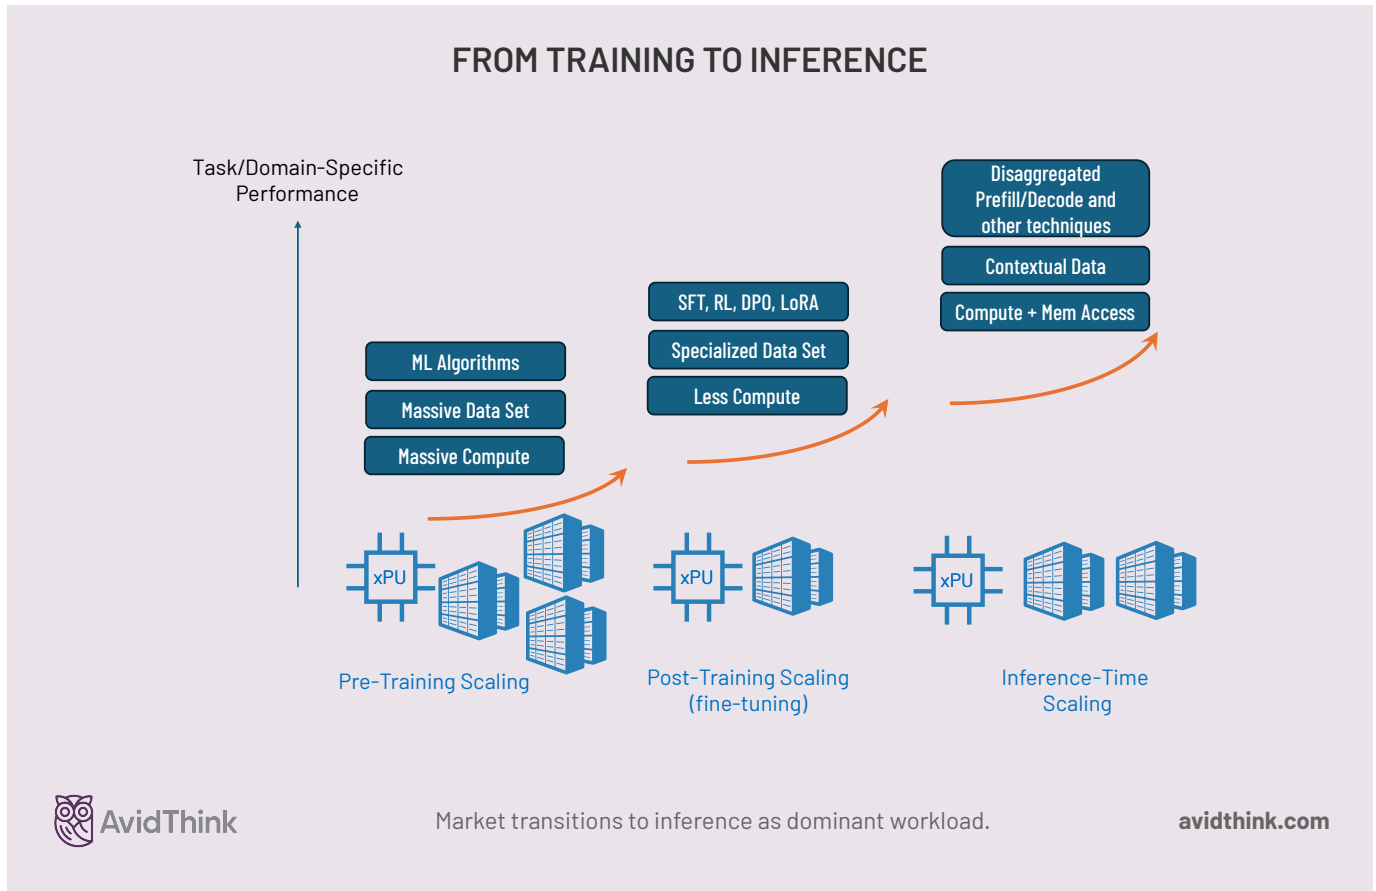 FROM TRAINING TO INFERENCE
Task/Domain-Specific
Performance
Disaggregated
Prefill/Decode and
other techniques
Contextual Data
Compute + Mem Access
SFT, RL, DPO, LoRA
Specialized Data Set
Less Compute
ML Algorithms
Massive Data Set
Massive Compute
xPU
xPU
xPU
Pre-Training Scaling
Post-Training Scaling
(fine-tuning)
Inference-Time
Scaling
AvidThink
Market transitions to inference as dominant workload.
avidthink.com